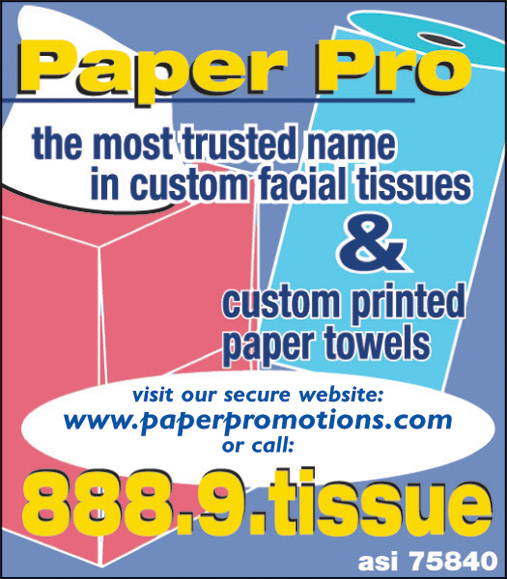 Paper Pro
the most trusted name
in custom facial tissues
&
custom printed
paper towels
visit our secure website:
www.paperpromotions.com
or call:
888.9.tissue
asi 75840